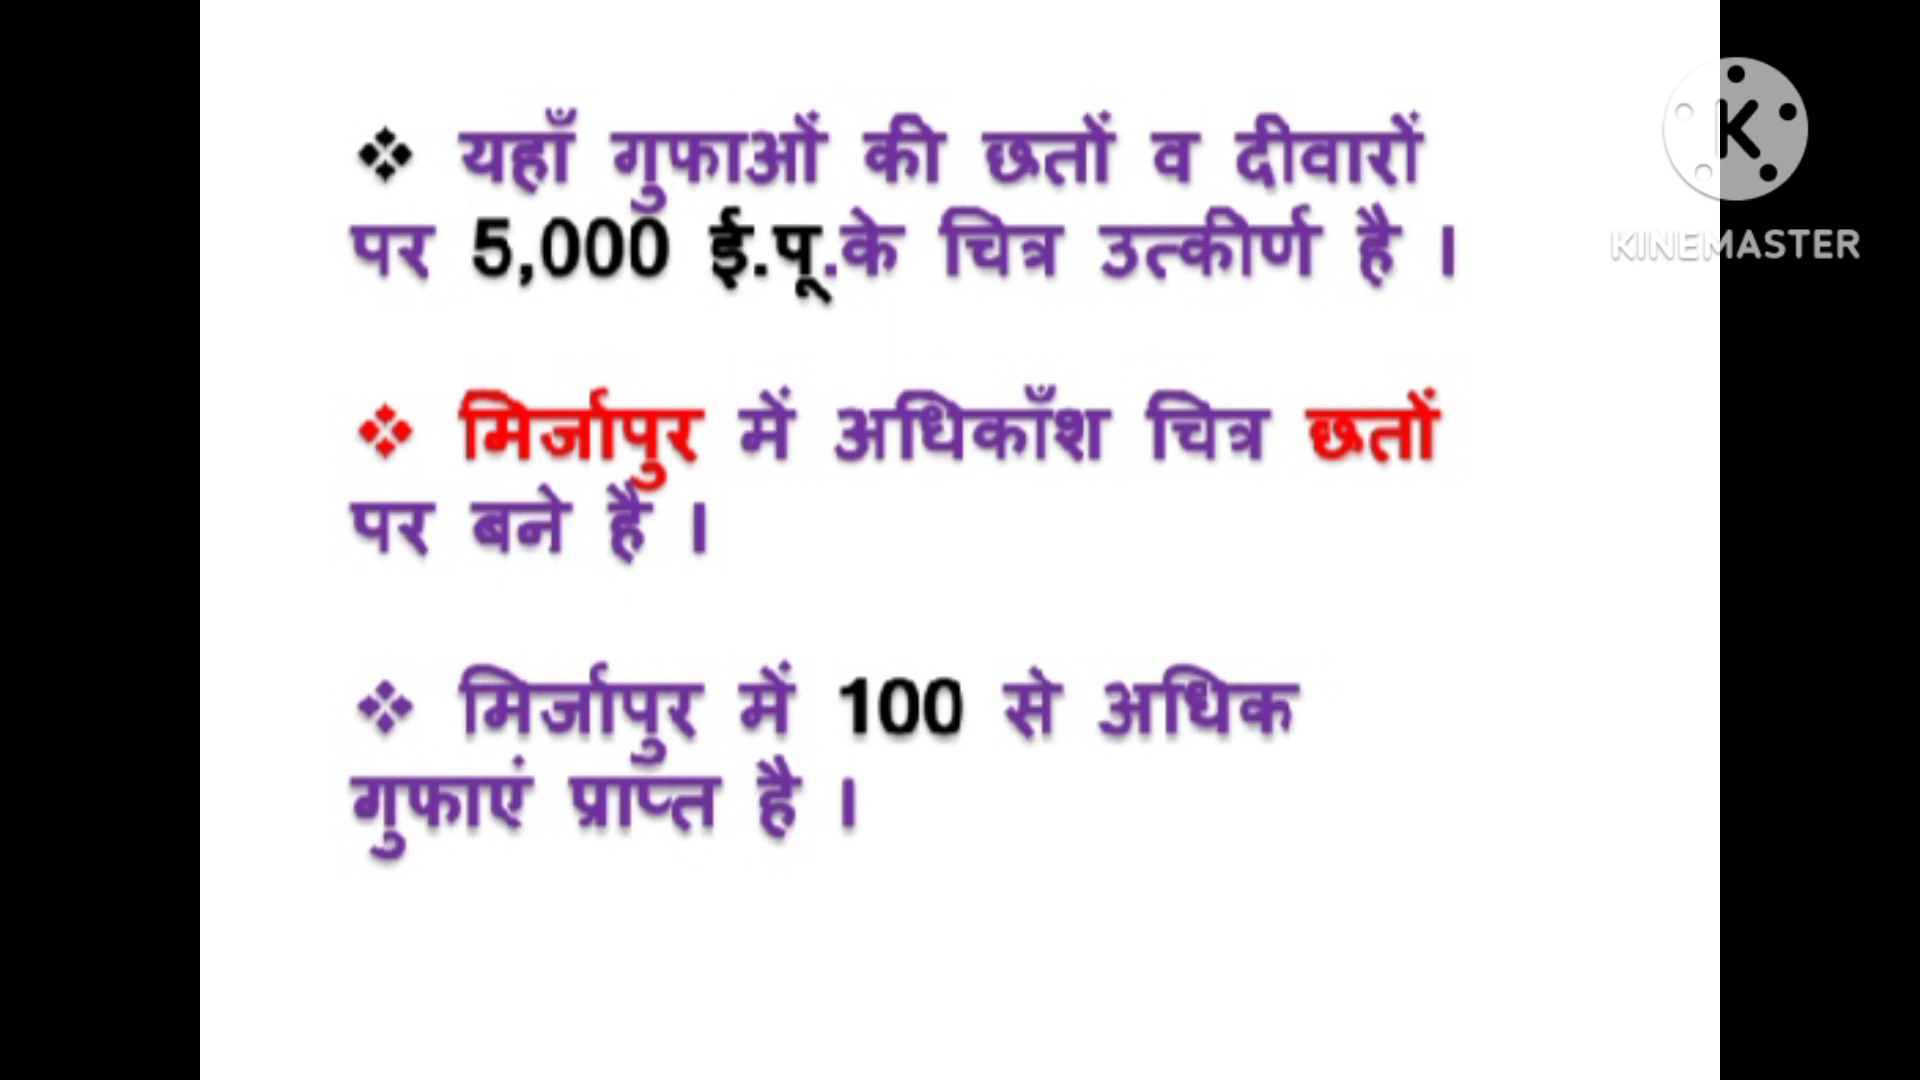 ❖ यहाँ गुफाओं की छतों व दीवारों
पर 5,000 ई.पू.के चित्र उत्कीर्ण है ।
❖ मिर्जापुर में अधिकाँश चित्र छतों
पर बने है ।
❖ मिर्जापुर में 100 से अधिक
गुफाएं प्राप्त है ।
K
KINEMASTER